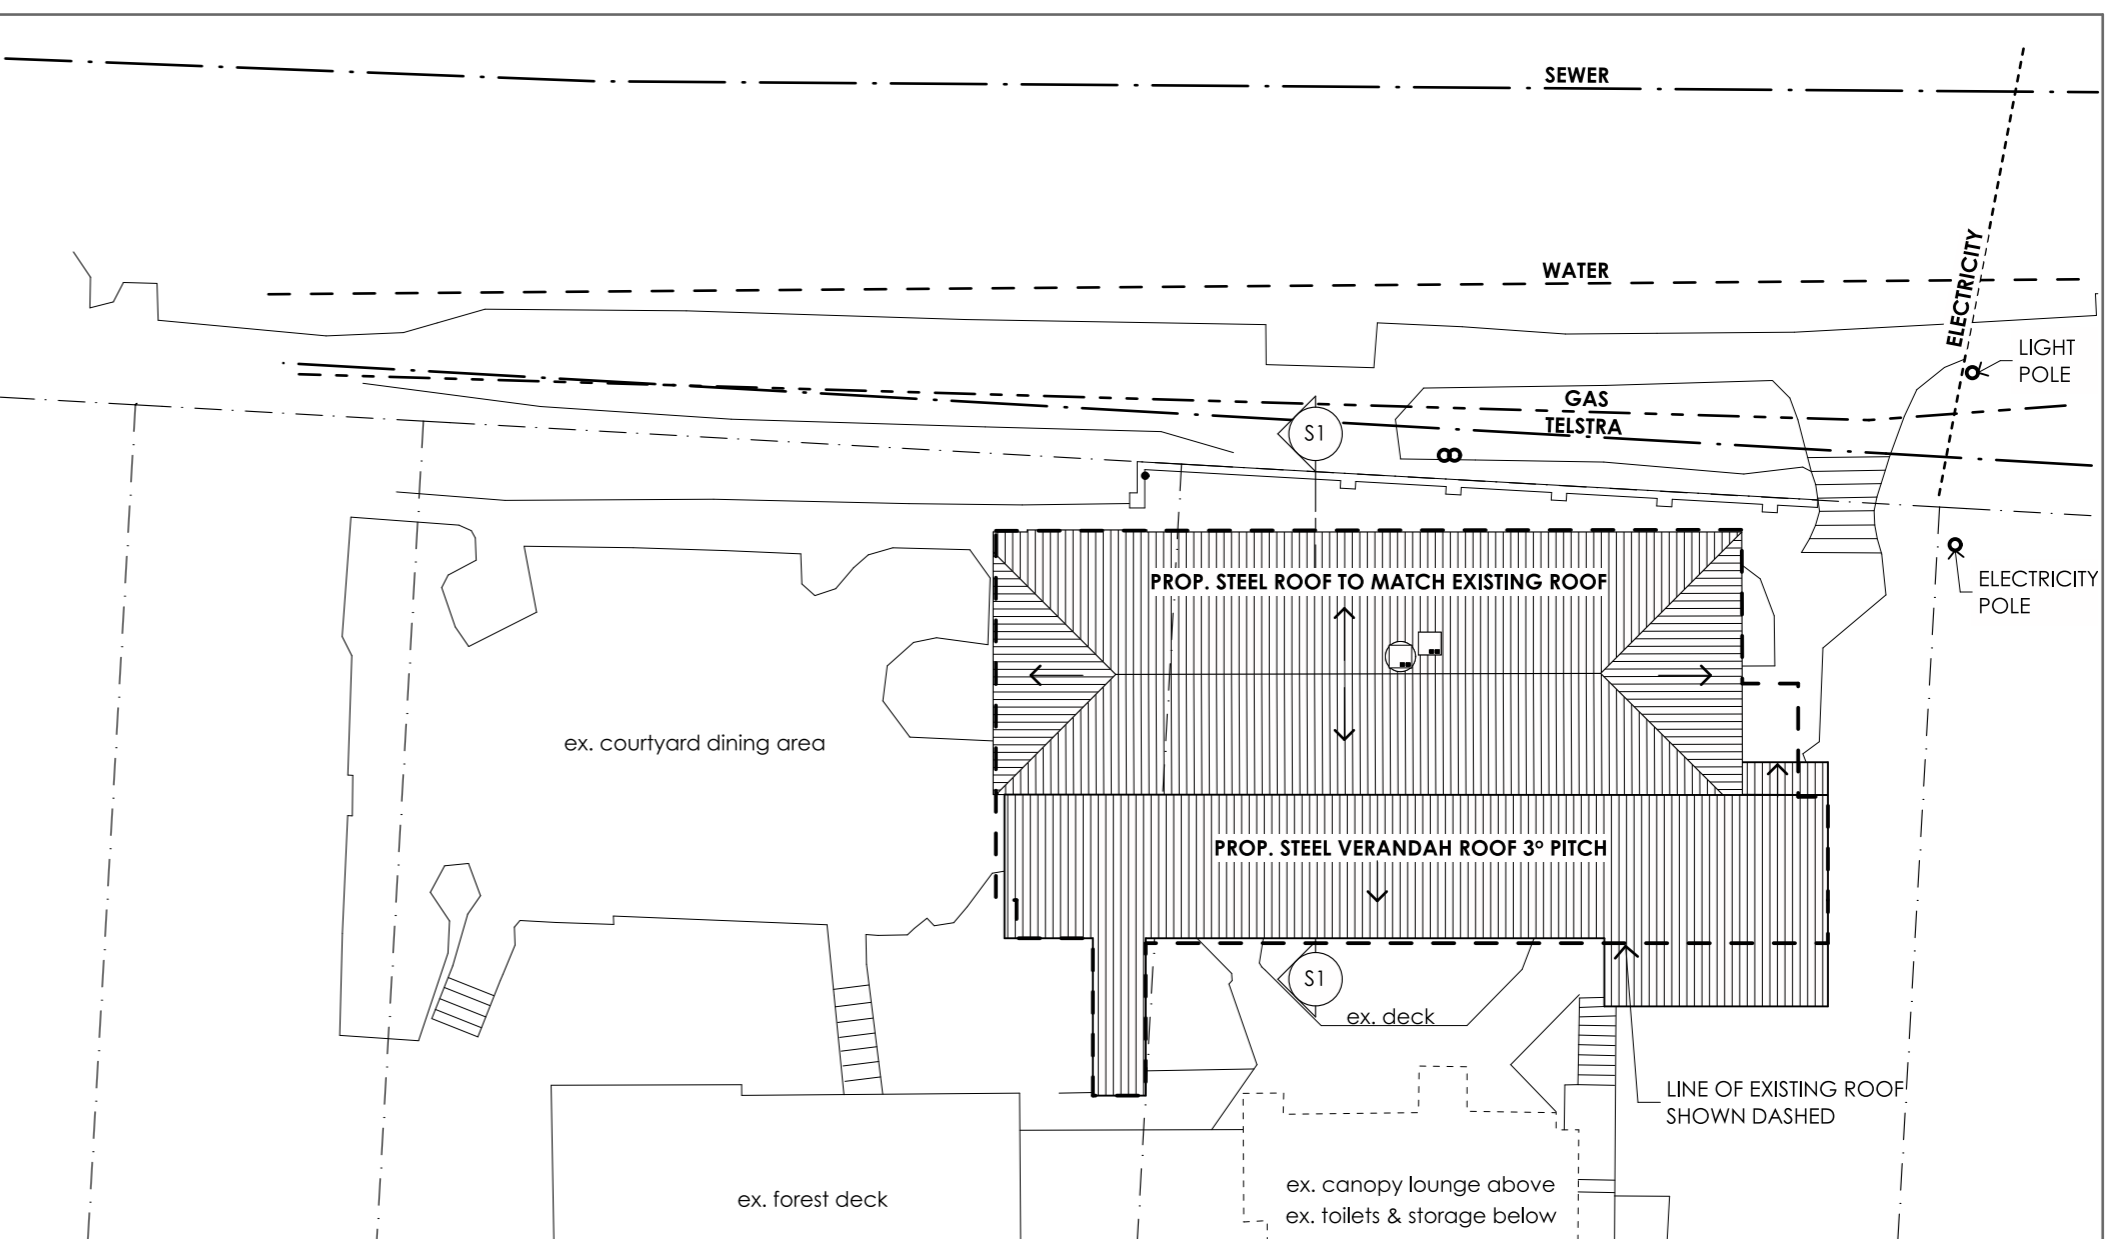 SEWER
ELECTRICITY
WATER
LIGHT
POLE
GAS
TELSTRA
S1
ELECTRICITY
POLE
PROP. STEEL ROOF TO MATCH EXISTING ROOF
ex. courtyard dining area
PROP. STEEL VERANDAH ROOF 3° PITCH
S1
ex. deck
LINE OF EXISTING ROOF
SHOWN DASHED
ex. forest deck
ex. canopy lounge above
ex. toilets & storage below